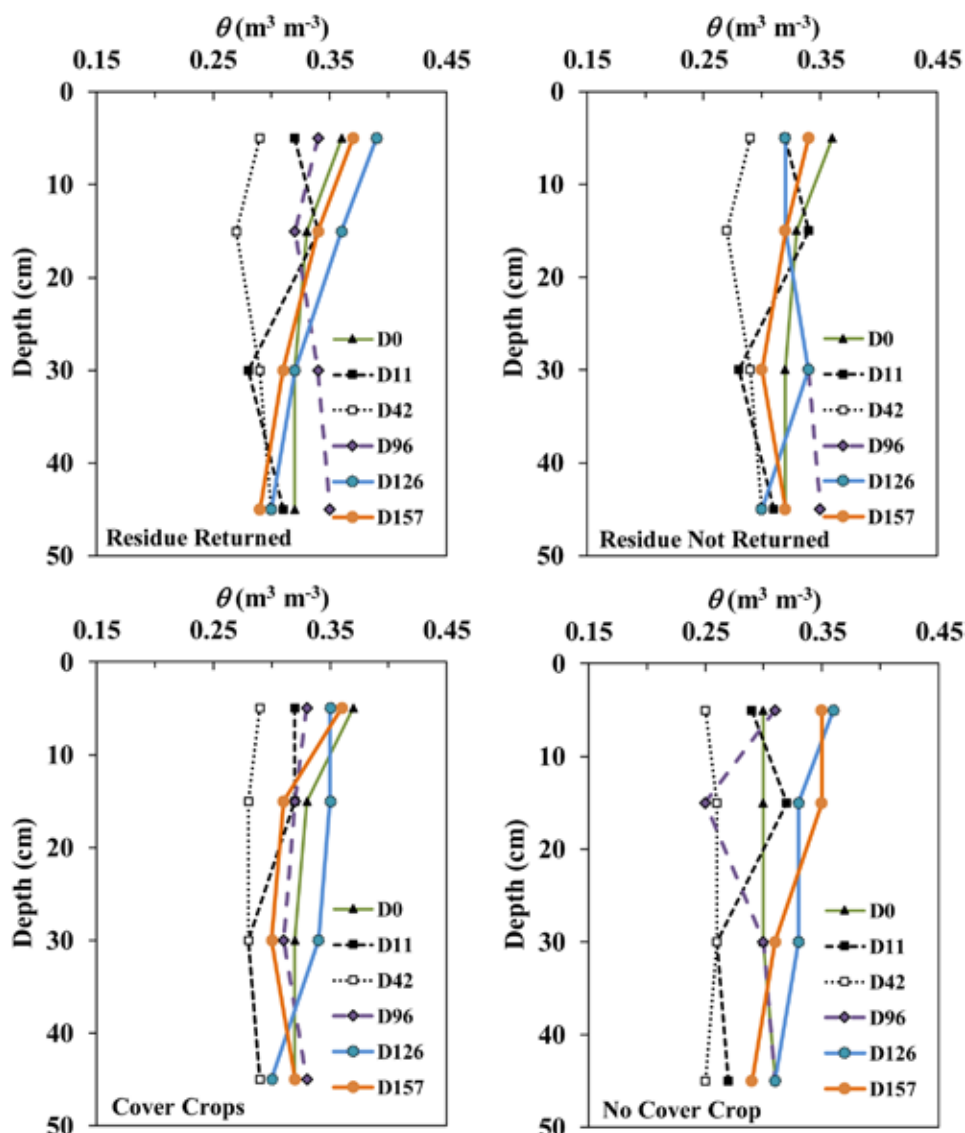 θ (m³ m⁻³)
0.15 0.25 0.35 0.45
0
10
20
30
40
50
Depth (cm)
D0
D11
D42
D96
D126
D157
Residue Returned
θ (m³ m⁻³)
0.15 0.25 0.35 0.45
0
10
20
30
40
50
Depth (cm)
D0
D11
D42
D96
D126
D157
Residue Not Returned
θ (m³ m⁻³)
0.15 0.25 0.35 0.45
0
10
20
30
40
50
Depth (cm)
D0
D11
D42
D96
D126
D157
Cover Crops
θ (m³ m⁻³)
0.15 0.25 0.35 0.45
0
10
20
30
40
50
Depth (cm)
D0
D11
D42
D96
D126
D157
No Cover Crop